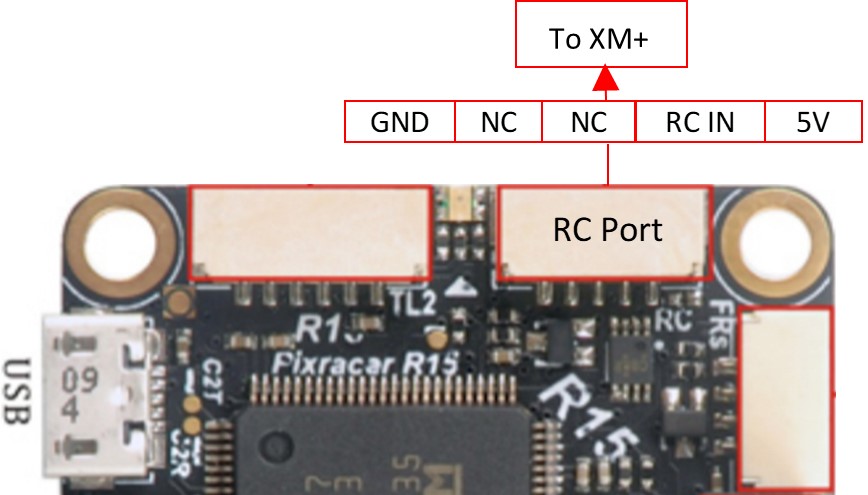 To XM+
GND NC NC RC IN 5V
RC Port
TL2
RC
FRs
R15
Pixracar R15
R15
USB
09
4
C2T
C2R